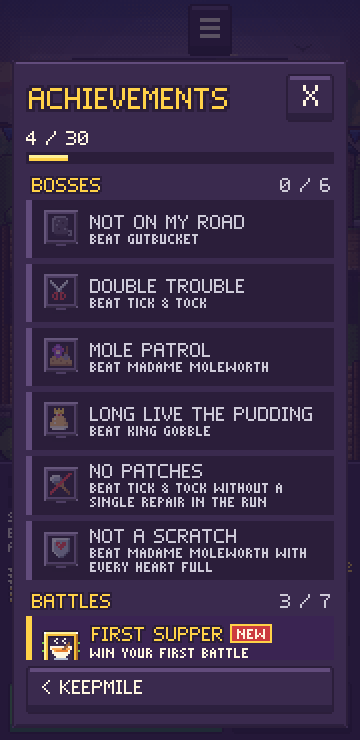 ACHIEVEMENTS
X
4 / 30
BOSSES 0 / 6
NOT ON MY ROAD
BEAT GUTBUCKET
DOUBLE TROUBLE
BEAT TICK & TOCK
MOLE PATROL
BEAT MADAME MOLEWORTH
LONG LIVE THE PUDDING
BEAT KING GOBBLE
NO PATCHES
BEAT TICK & TOCK WITHOUT A
SINGLE REPAIR IN THE RUN
NOT A SCRATCH
BEAT MADAME MOLEWORTH WITH
EVERY HEART FULL
BATTLES 3 / 7
FIRST SUPPER NEW
WIN YOUR FIRST BATTLE
< KEEPMILE